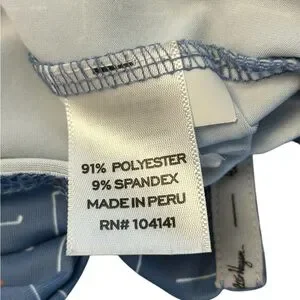 91% POLYESTER
9% SPANDEX
MADE IN PERU
RN# 104141